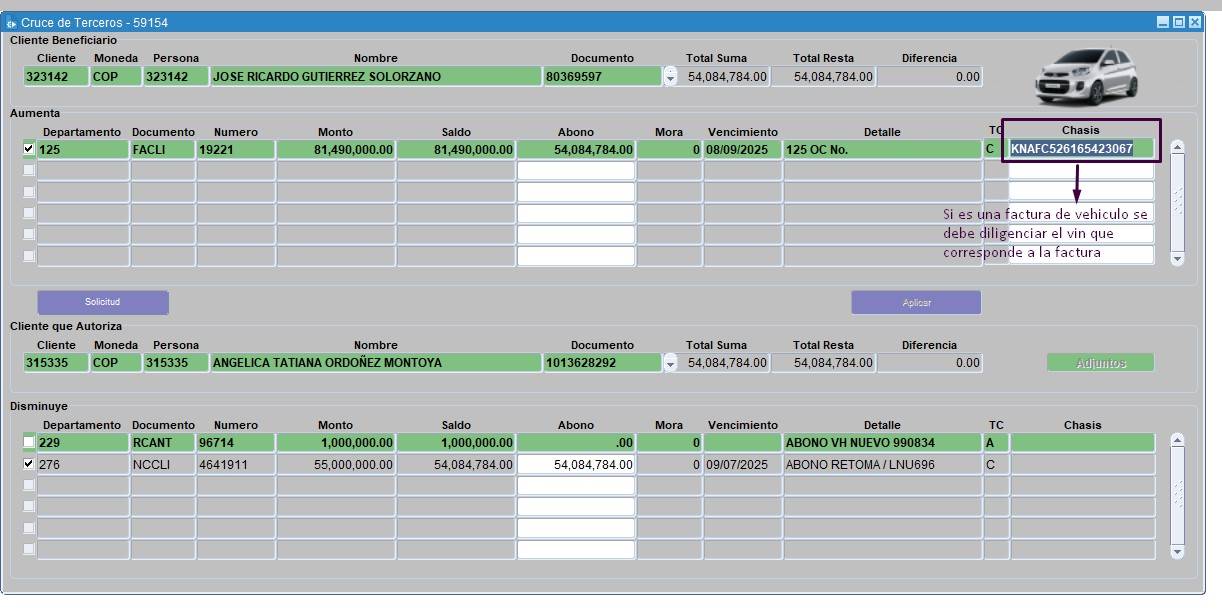 Cruce de Terceros - 59154
Cliente Beneficiario
Cliente Moneda Persona Nombre Documento Total Suma Total Resta Diferencia
323142 COP 323142 JOSE RICARDO GUTIERREZ SOLORZANO 80369597 54,084,784.00 54,084,784.00 0.00
Aumenta
Departamento Documento Numero Monto Saldo Abono Mora Vencimiento Detalle TC Chasis
125 FACLI 19221 81,490,000.00 81,490,000.00 54,084,784.00 0 08/09/2025 125 OC No. C KNAFC526165423067
Si es una factura de vehiculo se
debe diligenciar el vin que
corresponde a la factura
Solicitud Aplicar
Cliente que Autoriza
Cliente Moneda Persona Nombre Documento Total Suma Total Resta Diferencia
315335 COP 315335 ANGELICA TATIANA ORDOÑEZ MONTOYA 1013628292 54,084,784.00 54,084,784.00 0.00 Adjuntos
Disminuye
Departamento Documento Numero Monto Saldo Abono Mora Vencimiento Detalle TC Chasis
229 RCANT 96714 1,000,000.00 1,000,000.00 .00 0 ABONO VH NUEVO 990834 A
276 NCCLI 4641911 55,000,000.00 54,084,784.00 54,084,784.00 0 09/07/2025 ABONO RETOMA / LNU696 C